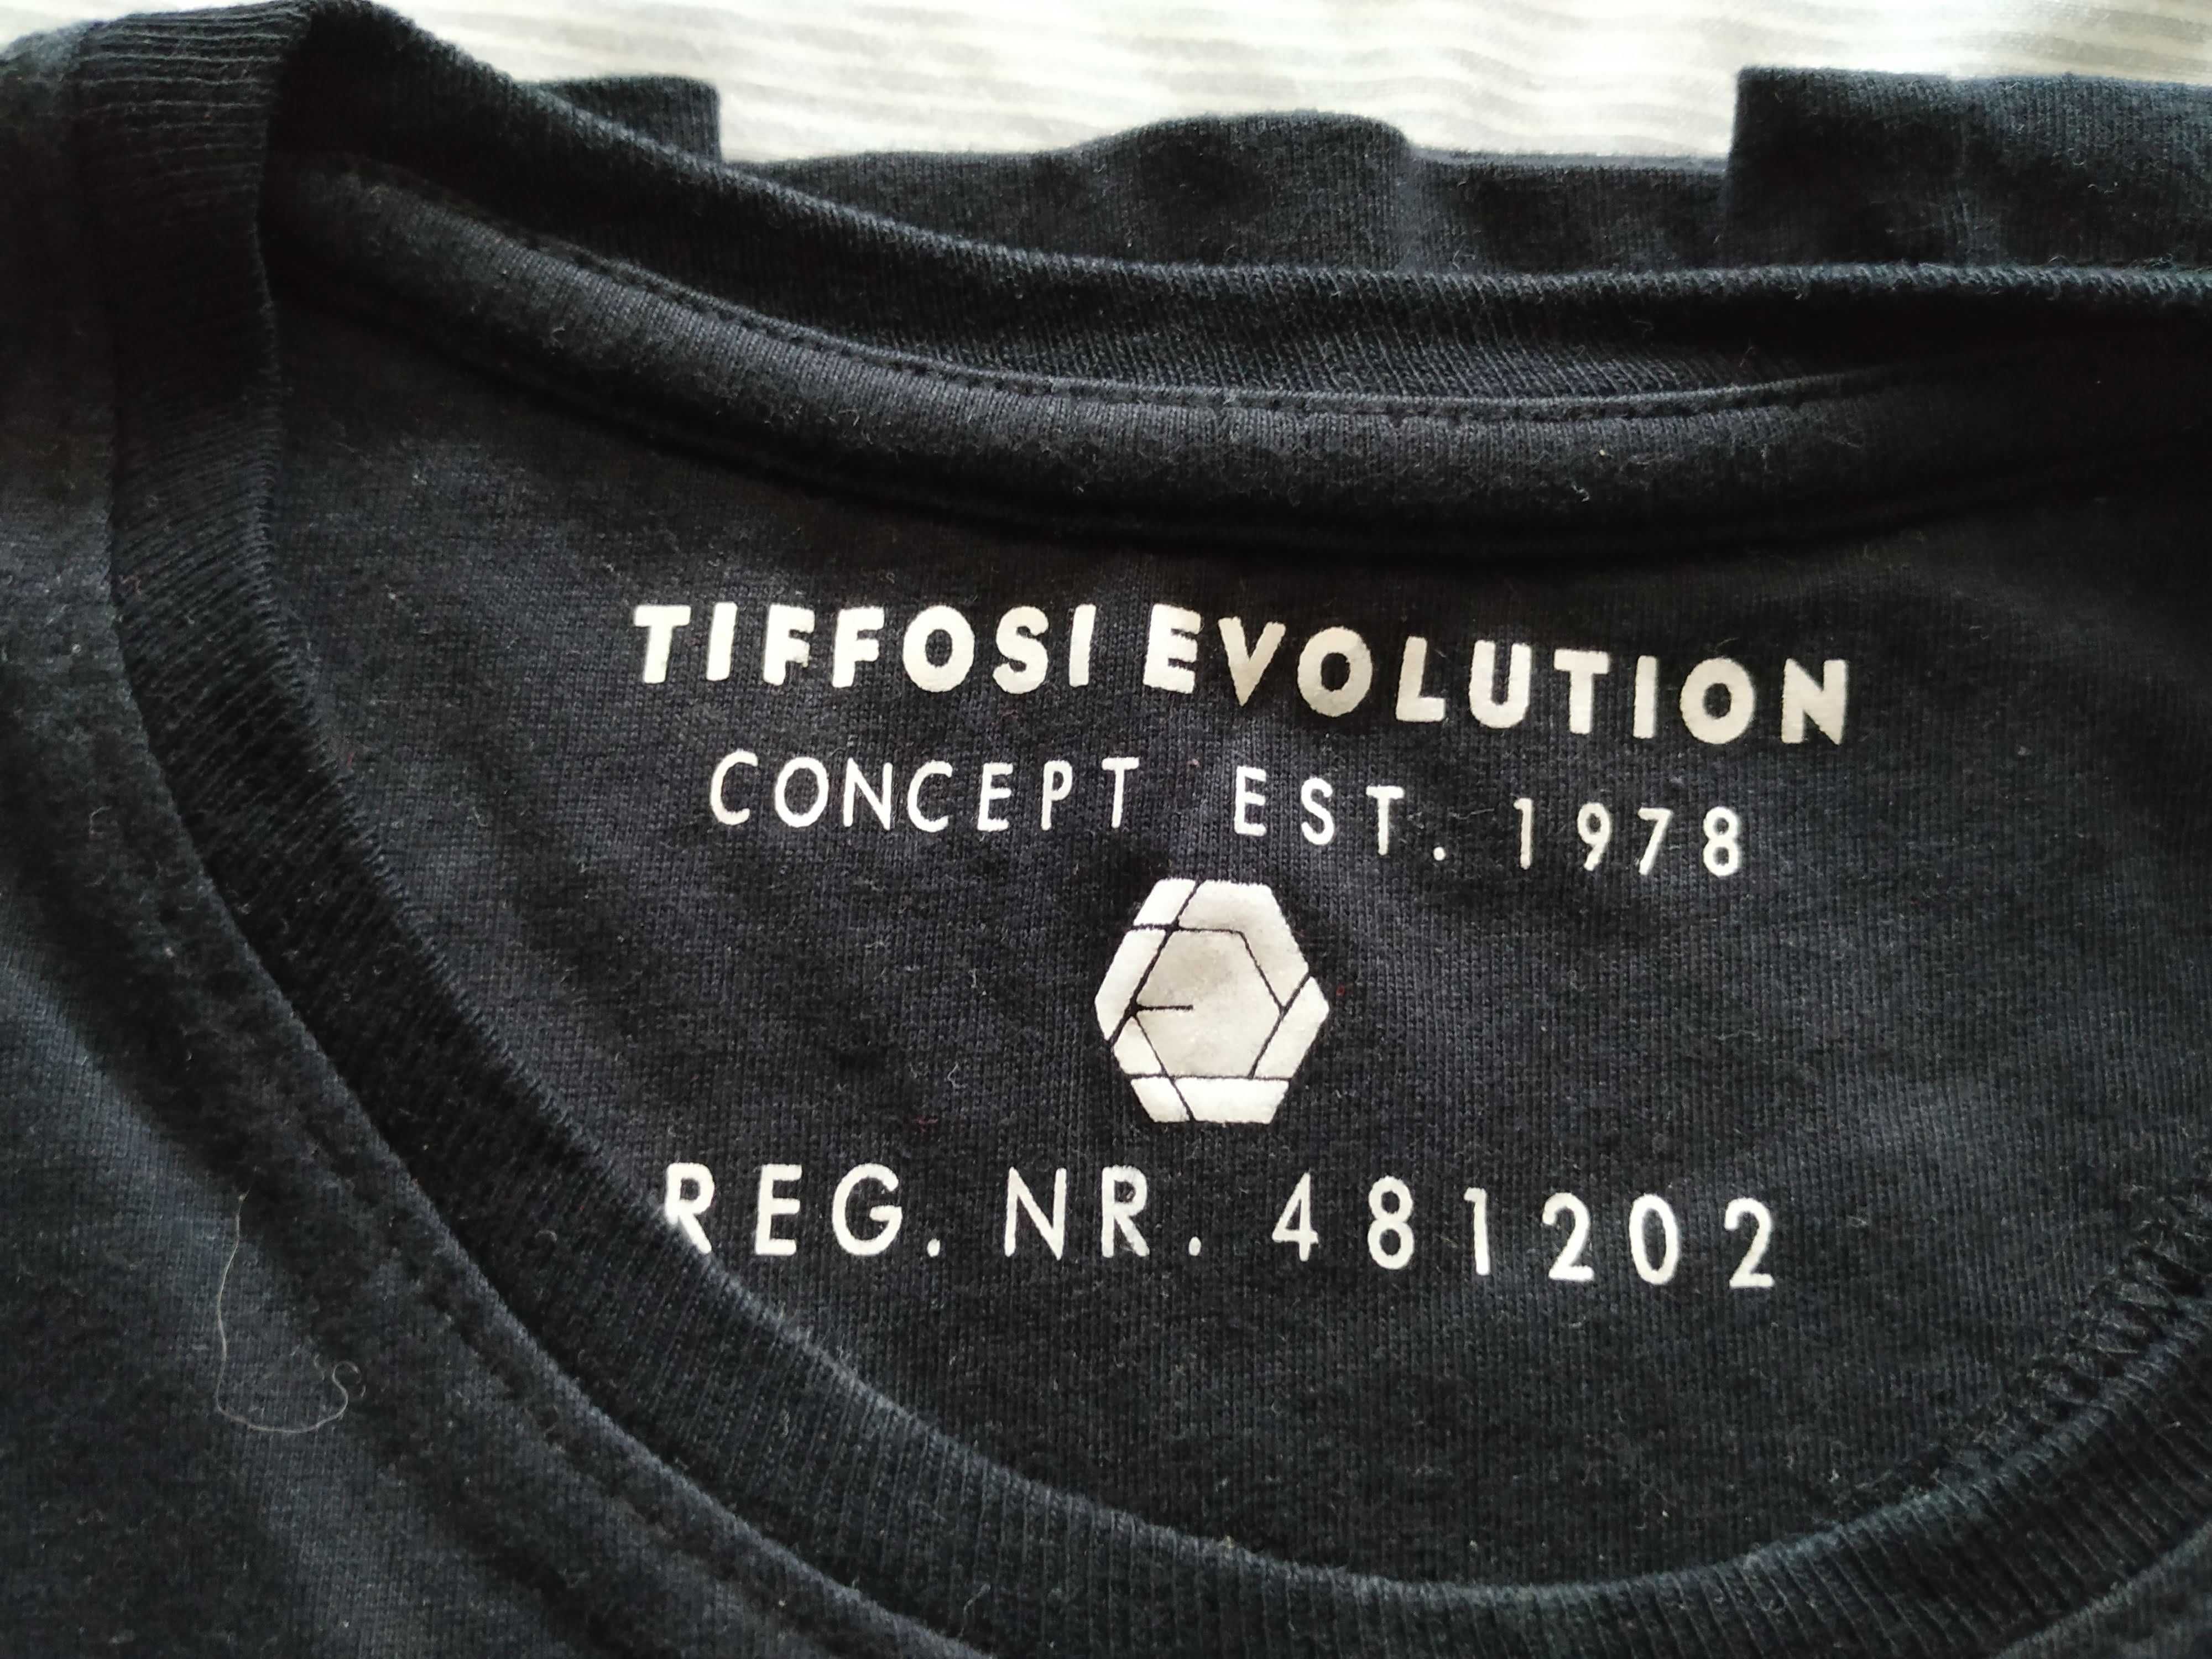 TIFFOSI EVOLUTION
CONCEPT EST. 1978
REG. NR. 481202